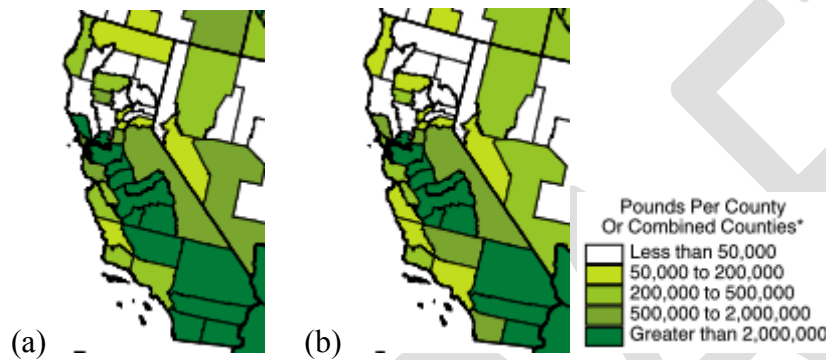 (a)
(b)
Pounds Per County
Or Combined Counties*
Less than 50,000
50,000 to 200,000
200,000 to 500,000
500,000 to 2,000,000
Greater than 2,000,000